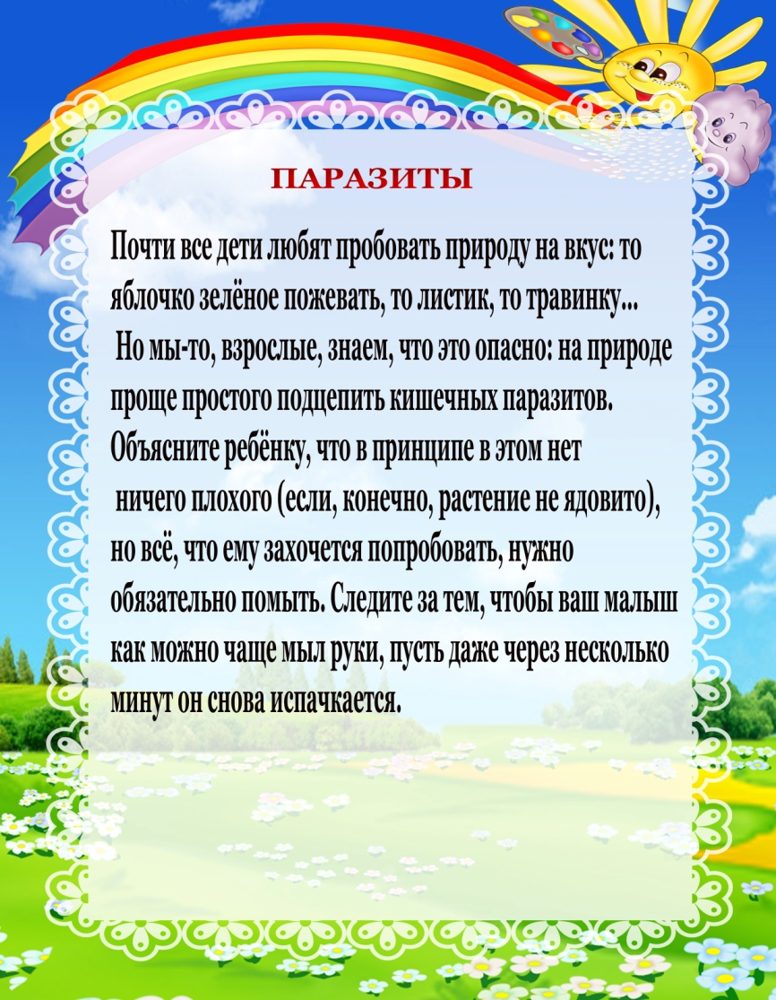 ПАРАЗИТЫ
Почти все дети любят пробовать природу на вкус: то
яблочко зелёное пожевать, то листик, то травинку...
Но мы-то, взрослые, знаем, что это опасно: на природе
проще простого подцепить кишечных паразитов.
Объясните ребёнку, что в принципе в этом нет
ничего плохого (если, конечно, растение не ядовито),
но всё, что ему захочется попробовать, нужно
обязательно помыть. Следите за тем, чтобы ваш малыш
как можно чаще мыл руки, пусть даже через несколько
минут он снова испачкается.